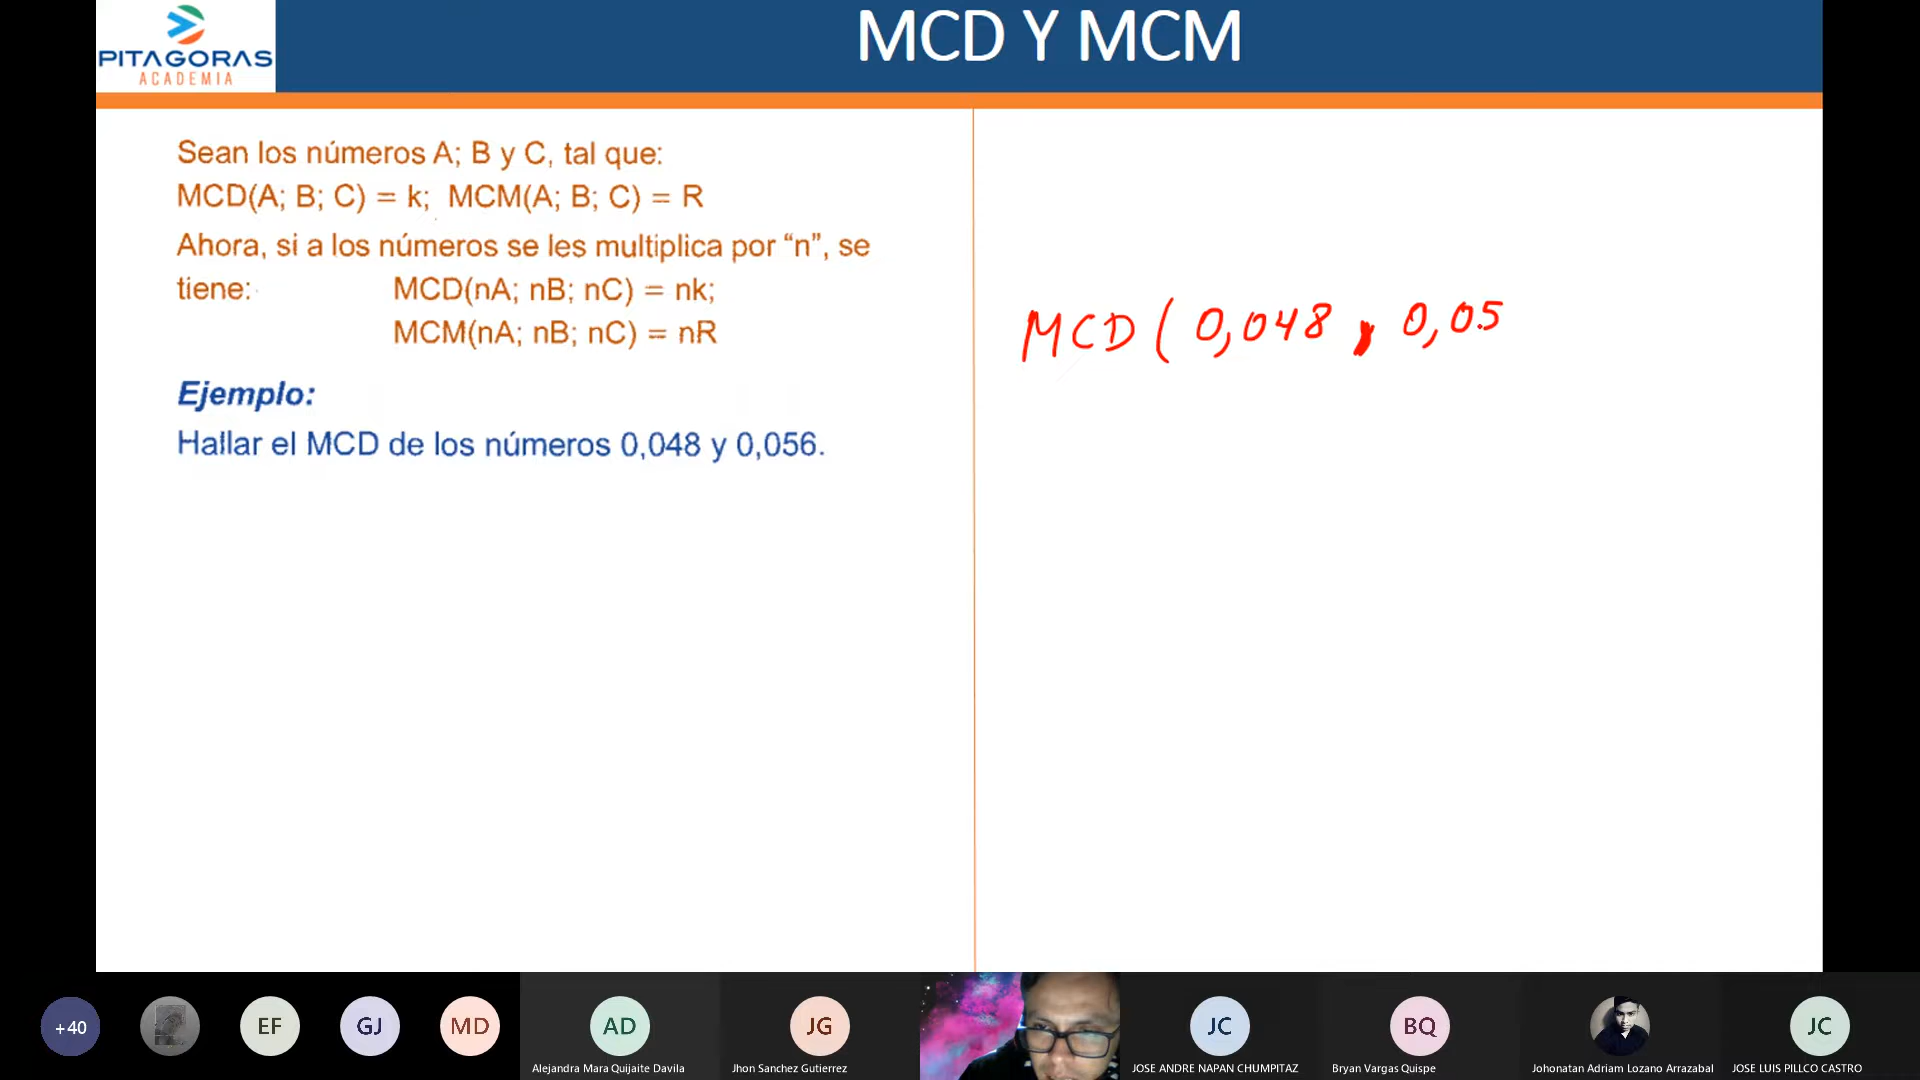 PITAGORAS
ACADEMIA
MCD Y MCM
Sean los números A; B y C, tal que:
MCD(A; B; C) = k; MCM(A; B; C) = R
Ahora, si a los números se les multiplica por “n”, se
tiene: MCD(nA; nB; nC) = nk;
MCM(nA; nB; nC) = nR
Ejemplo:
Hallar el MCD de los números 0,048 y 0,056.
MCD ( 0,048 , 0,05
+40
EF
GJ
MD
AD
Alejandra Mara Quijaite Davila
JG
Jhon Sanchez Gutierrez
JC
JOSE ANDRE NAPAN CHUMPITAZ
BQ
Bryan Vargas Quispe
Johonatan Adriam Lozano Arrazabal
JC
JOSE LUIS PILLCO CASTRO